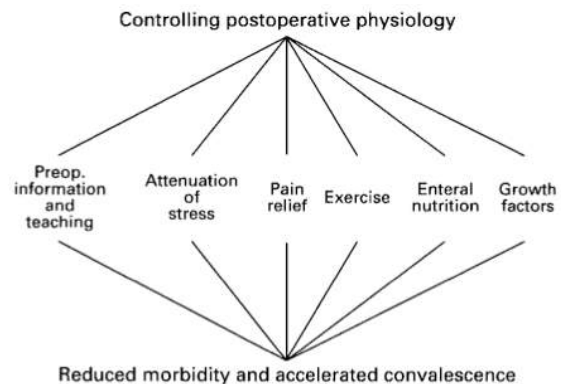 Controlling postoperative physiology
Preop.
information
and
teaching
Attenuation
of
stress
Pain
relief
Exercise
Enteral
nutrition
Growth
factors
Reduced morbidity and accelerated convalescence